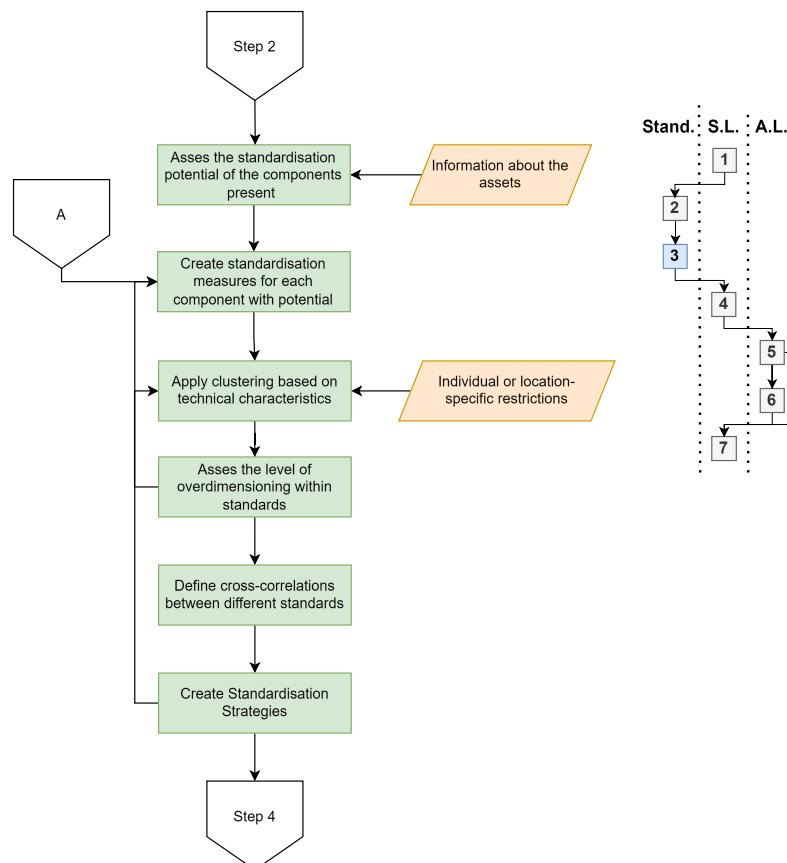 Step 2
Asses the standardisation
potential of the components
present
Information about the
assets
A
Create standardisation
measures for each
component with potential
Apply clustering based on
technical characteristics
Individual or location-
specific restrictions
Asses the level of
overdimensioning within
standards
Define cross-correlations
between different standards
Create Standardisation
Strategies
Step 4
Stand. S.L. A.L.
1
2
3
4
5
6
7